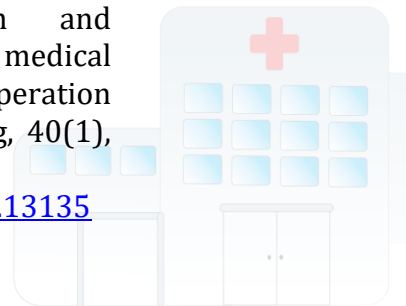 n and
medical
peration
g, 40(1),
.13135